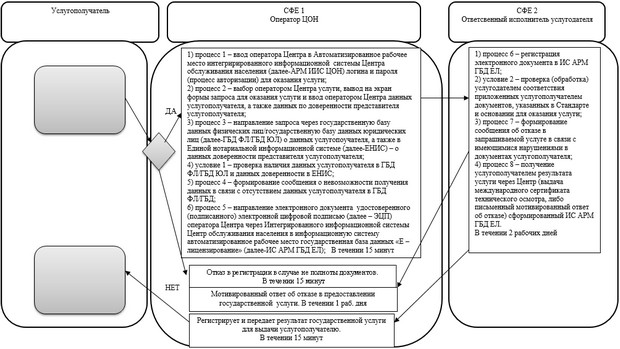 Услугополучатель
СФЕ 1
Оператор ЦОН
СФЕ 2
Ответсвенный исполнитель услугодателя
1) процесс 1 – ввод оператора Центра в Автоматизированное рабочее
место интегрированного информационной системы Центра
обслуживания населения (далее-АРМ ИИС ЦОН) логина и пароля
(процесс авторизации) для оказания услуги;
2) процесс 2 – выбор оператором Центра услуги, вывод на экран
формы запроса для оказания услуги и ввод оператором Центра данных
услугополучателя, а также данных по доверенности представителя
услугополучателя;
3) процесс 3 – направление запроса через государственную базу
данных физических лиц/государственную базу данных юридических
лиц (далее-ГБД ФЛ/ГБД ЮЛ) о данных услугополучателя, а также в
Единой нотариальной информационной системе (далее-ЕНИС) – о
данных доверенности представителя услугополучателя;
4) условие 1 – проверка наличия данных услугополучателя в ГБД
ФЛ/ГБД ЮЛ и данных доверенности в ЕНИС;
5) процесс 4 – формирование сообщения о невозможности получения
данных в связи с отсутствием данных услугополучателя в ГБД
ФЛ/ГБД;
6) процесс 5 – направление электронного документа удостоверенного
(подписанного) электронной цифровой подписью (далее – ЭЦП)
оператора Центра через Интегрированного информационной системы
Центр обслуживания населения в информационную систему
автоматизированное рабочее место государственная база данных «Е –
лицензирование» (далее-ИС АРМ ГБД ЕЛ); В течении 15 минут
ДА
НЕТ
Отказ в регистрации в случае не полноты документов.
В течении 15 минут
Мотивированный ответ об отказе в предоставлении
государственной услуги. В течении 1 раб. дня
Регистрирует и передает результат государственной услуги
для выдачи услугополучателю.
В течении 15 минут
1) процесс 6 – регистрация
электронного документа в ИС АРМ
ГБД ЕЛ;
2) условие 2 – проверка (обработка)
услугодателем соответствия
приложенных услугополучателем
документов, указанных в Стандарте
и основании для оказания услуги;
3) процесс 7 – формирование
сообщения об отказе в
запрашиваемой услуге в связи с
имеющимися нарушениями в
документах услугополучателя;
4) процесс 8 – получение
услугополучателем результата
услуги через Центр (выдача
международного сертификата
технического осмотра, либо
письменный мотивированный ответ
об отказе) сформированный ИС АРМ
ГБД ЕЛ.
В течении 2 рабочих дней